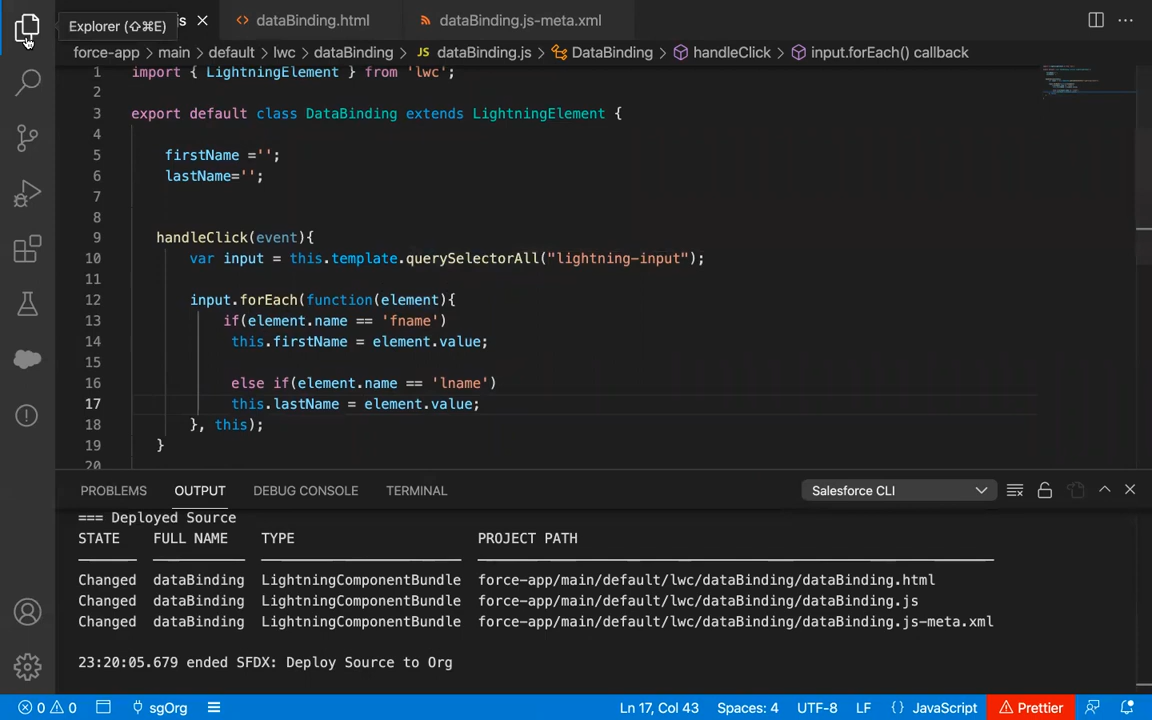 Explorer (⇧⌘E)
s
dataBinding.html
dataBinding.js-meta.xml
force-app > main > default > lwc > dataBinding > JS dataBinding.js > DataBinding > handleClick > input.forEach() callback
1 import { LightningElement } from 'lwc';
2
3 export default class DataBinding extends LightningElement {
4
5 firstName ='';
6 lastName='';
7
8
9 handleClick(event){
10 var input = this.template.querySelectorAll("lightning-input");
11
12 input.forEach(function(element){
13 if(element.name == 'fname')
14 this.firstName = element.value;
15
16 else if(element.name == 'lname')
17 this.lastName = element.value;
18 }, this);
19 }
20
PROBLEMS OUTPUT DEBUG CONSOLE TERMINAL Salesforce CLI
=== Deployed Source
STATE FULL NAME TYPE PROJECT PATH
Changed dataBinding LightningComponentBundle force-app/main/default/lwc/dataBinding/dataBinding.html
Changed dataBinding LightningComponentBundle force-app/main/default/lwc/dataBinding/dataBinding.js
Changed dataBinding LightningComponentBundle force-app/main/default/lwc/dataBinding/dataBinding.js-meta.xml
23:20:05.679 ended SFDX: Deploy Source to Org
0 0 sgOrg Ln 17, Col 43 Spaces: 4 UTF-8 LF {} JavaScript Prettier